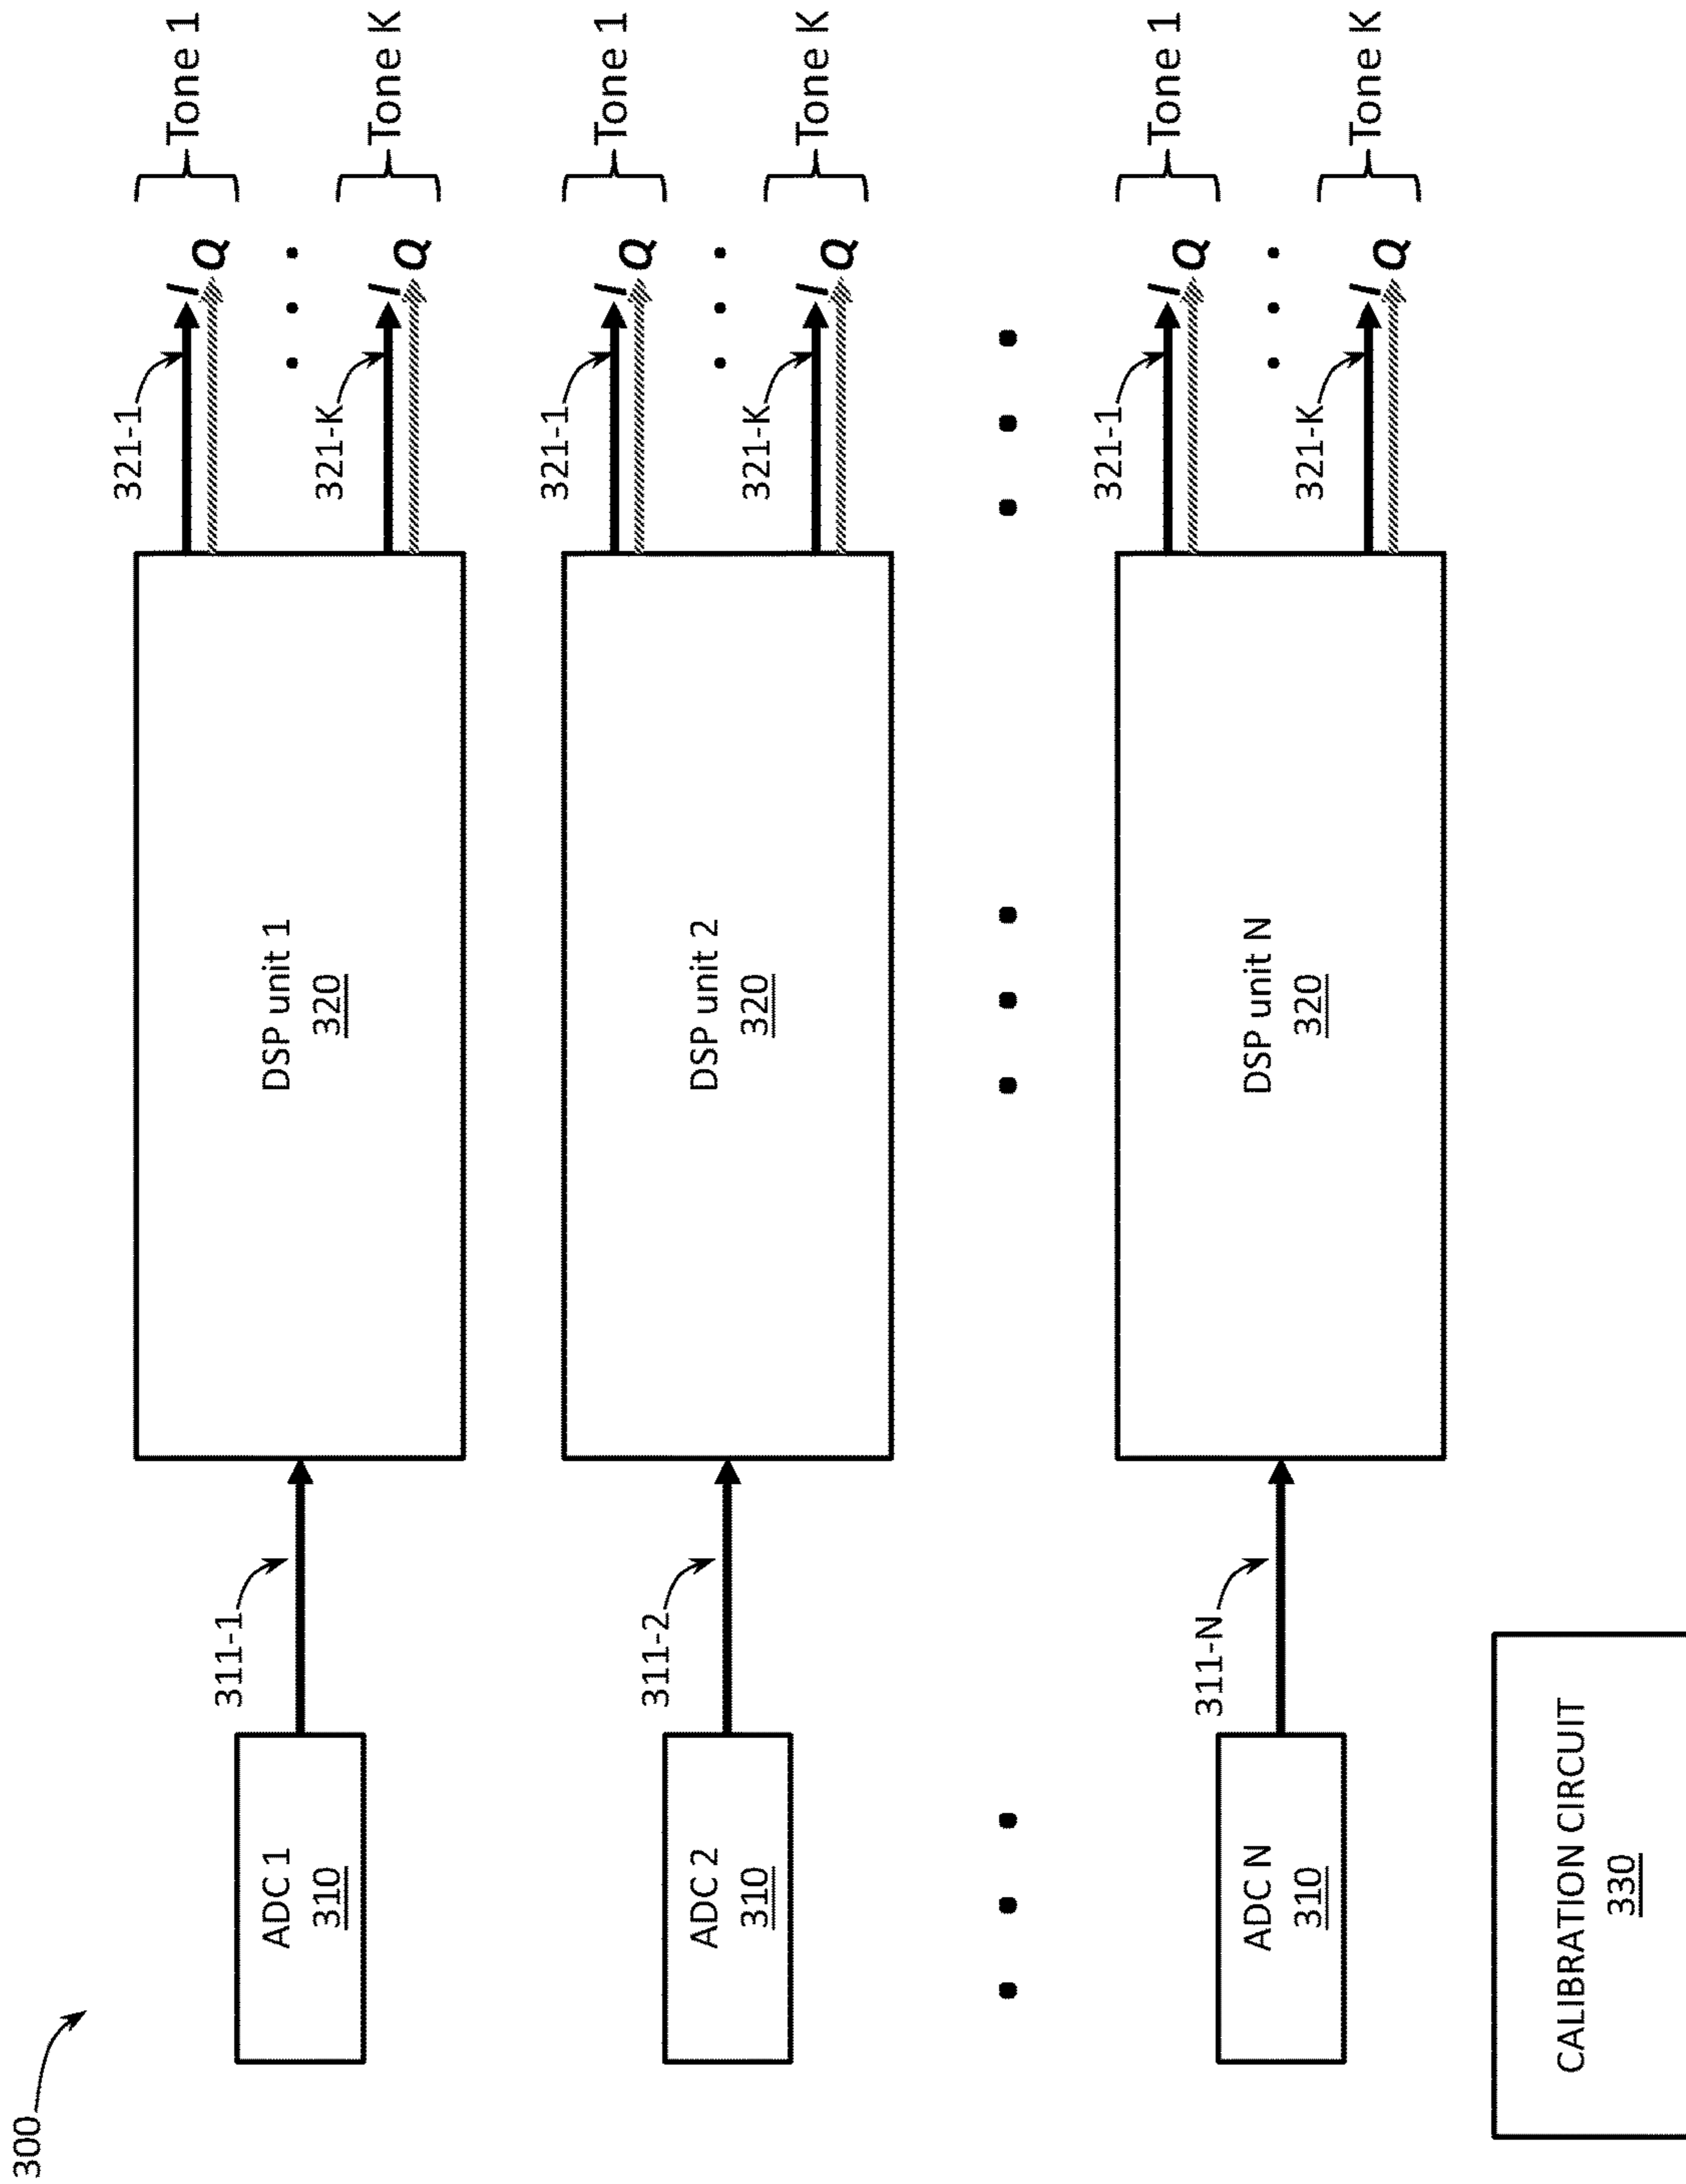 300
ADC 1
310
311-1
DSP unit 1
320
321-1
I
Q
Tone 1
321-K
I
Q
Tone K
ADC 2
310
311-2
DSP unit 2
320
321-1
I
Q
Tone 1
321-K
I
Q
Tone K
ADC N
310
311-N
DSP unit N
320
321-1
I
Q
Tone 1
321-K
I
Q
Tone K
CALIBRATION CIRCUIT
330